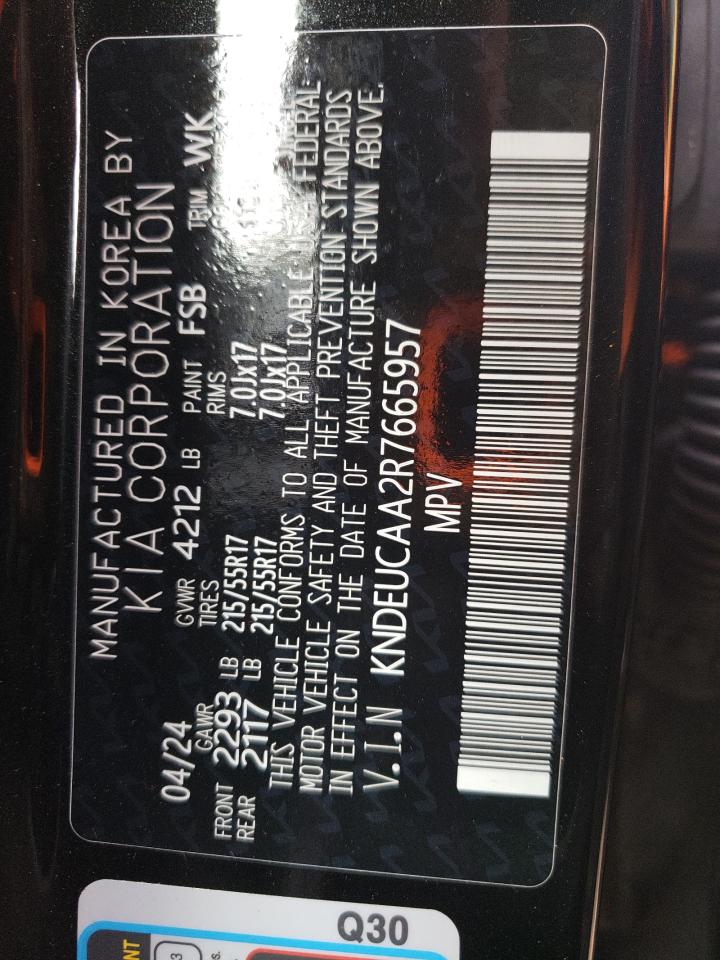 MANUFACTURED IN KOREA BY
KIA CORPORATION
04/24 GVWR 4212 LB PAINT FSB TRIM WK
GAWR TIRES RIMS
FRONT 2293 LB 215/55R17 7.0Jx17
REAR 2117 LB 215/55R17 7.0Jx17
THIS VEHICLE CONFORMS TO ALL APPLICABLE FEDERAL
MOTOR VEHICLE SAFETY AND THEFT PREVENTION STANDARDS
IN EFFECT ON THE DATE OF MANUFACTURE SHOWN ABOVE.
V.I.N KNDEUCAA2R7665957
MPV
Q30
3
NT
s.